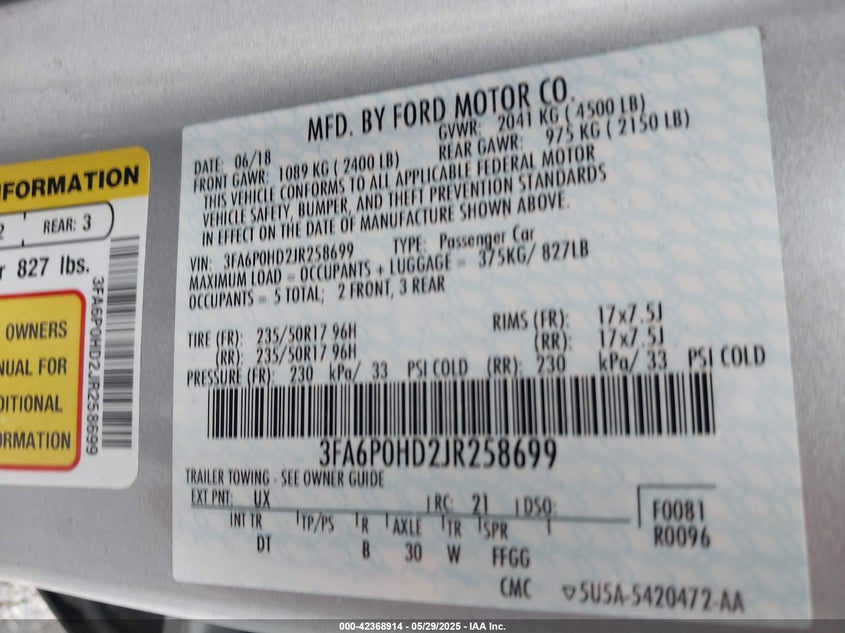 NFORMATION
2 REAR: 3
r 827 lbs.
OWNERS
NUAL FOR
DITIONAL
ORMATION
3FA6P0HD2JR258699
MFD. BY FORD MOTOR CO.
DATE: 06/18 GVWR: 2041 KG ( 4500 LB)
FRONT GAWR: 1089 KG ( 2400 LB) REAR GAWR: 975 KG ( 2150 LB)
THIS VEHICLE CONFORMS TO ALL APPLICABLE FEDERAL MOTOR
VEHICLE SAFETY, BUMPER, AND THEFT PREVENTION STANDARDS
IN EFFECT ON THE DATE OF MANUFACTURE SHOWN ABOVE.
VIN: 3FA6P0HD2JR258699 TYPE: Passenger Car
MAXIMUM LOAD = OCCUPANTS + LUGGAGE = 375KG/ 827LB
OCCUPANTS = 5 TOTAL; 2 FRONT, 3 REAR
TIRE (FR): 235/50R17 96H RIMS (FR): 17x7.5J
(RR): 235/50R17 96H (RR): 17x7.5J
PRESSURE (FR): 230 kPa/ 33 PSI COLD (RR): 230 kPa/ 33 PSI COLD
3FA6P0HD2JR258699
TRAILER TOWING - SEE OWNER GUIDE
EXT PNT: UX RC: 21 DSO:
INT TR TP/PS R AXLE TR SPR
DT B 30 W FFGG
F0081
R0096
CMC 5U5A-5420472-AA
000-42368914 - 05/29/2025 - IAA Inc.